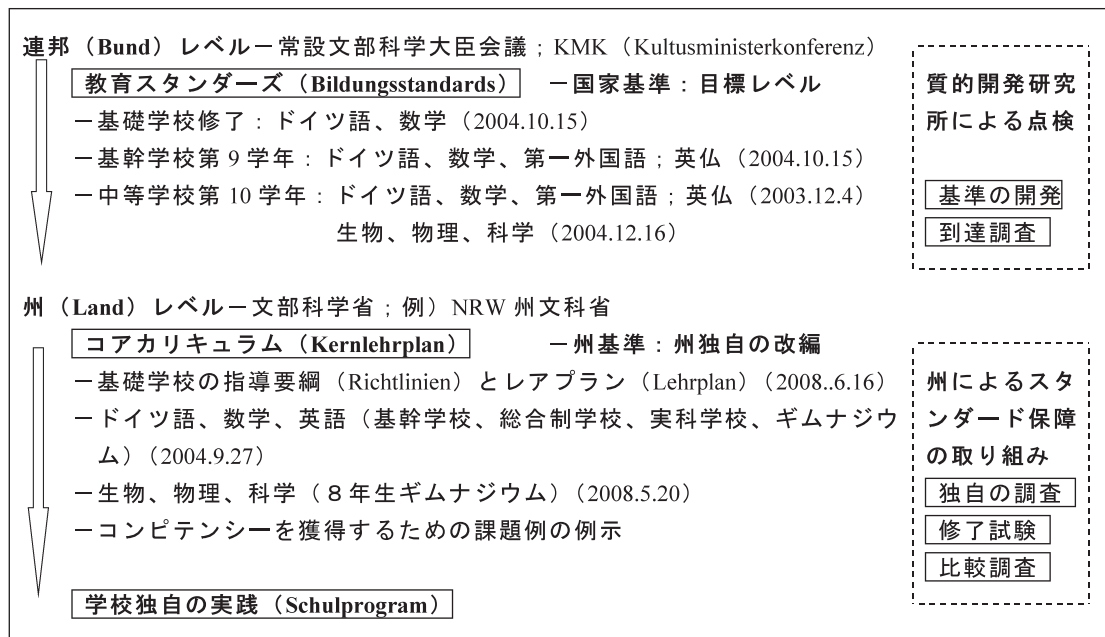 連邦（Bund）レベル－常設文部科学大臣会議；KMK（Kultusministerkonferenz）
教育スタンダーズ（Bildungsstandards） －国家基準：目標レベル
－基礎学校修了：ドイツ語、数学（2004.10.15）
－基幹学校第9学年：ドイツ語、数学、第一外国語；英仏（2004.10.15）
－中等学校第10学年：ドイツ語、数学、第一外国語；英仏（2003.12.4）
生物、物理、科学（2004.12.16）
質的開発研究
所による点検
基準の開発
到達調査
州（Land）レベル－文部科学省；例）NRW州文科省
コアカリキュラム（Kernlehrplan） －州基準：州独自の改編
－基礎学校の指導要綱（Richtlinien）とレアプラン（Lehrplan）（2008..6.16）
－ドイツ語、数学、英語（基幹学校、総合制学校、実科学校、ギムナジウ
ム）（2004.9.27）
－生物、物理、科学（８年生ギムナジウム）（2008.5.20）
－コンピテンシーを獲得するための課題例の例示
学校独自の実践（Schulprogram）
州によるスタ
ンダード保障
の取り組み
独自の調査
修了試験
比較調査